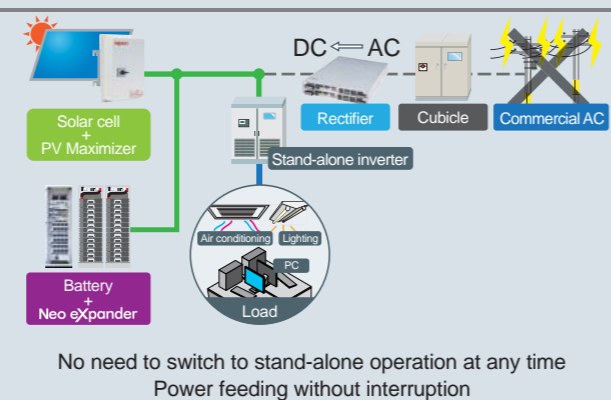 DC ⇐ AC
Solar cell
+
PV Maximizer
Rectifier
Cubicle
Commercial AC
Stand-alone inverter
Air conditioning
Lighting
PC
Load
Battery
+
Neo eXpander
No need to switch to stand-alone operation at any time
Power feeding without interruption